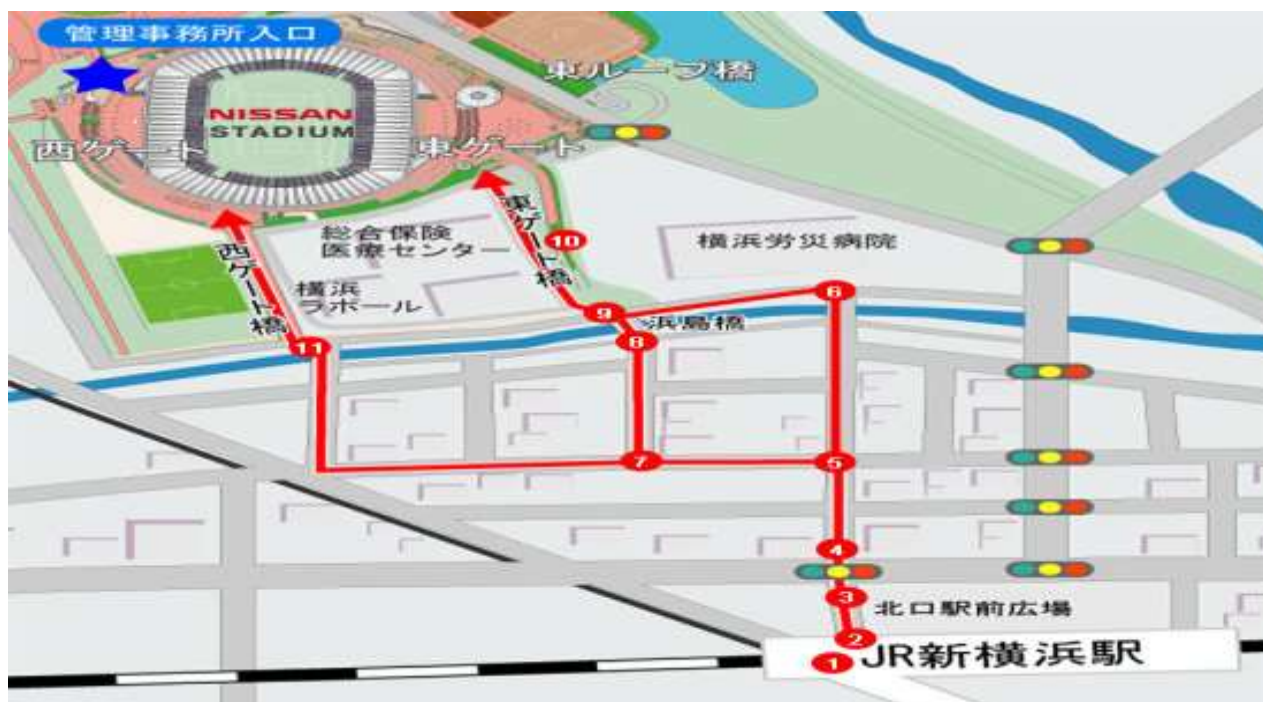 管理事務所入口
東ループ橋
NISSAN
STADIUM
西ゲート
東ゲート
東ゲート橋
西ゲート橋
総合保険
医療センター
10
横浜労災病院
横浜
ラポール
6
9
浜鳥橋
8
11
7
5
4
3
北口駅前広場
2
1
JR新横浜駅